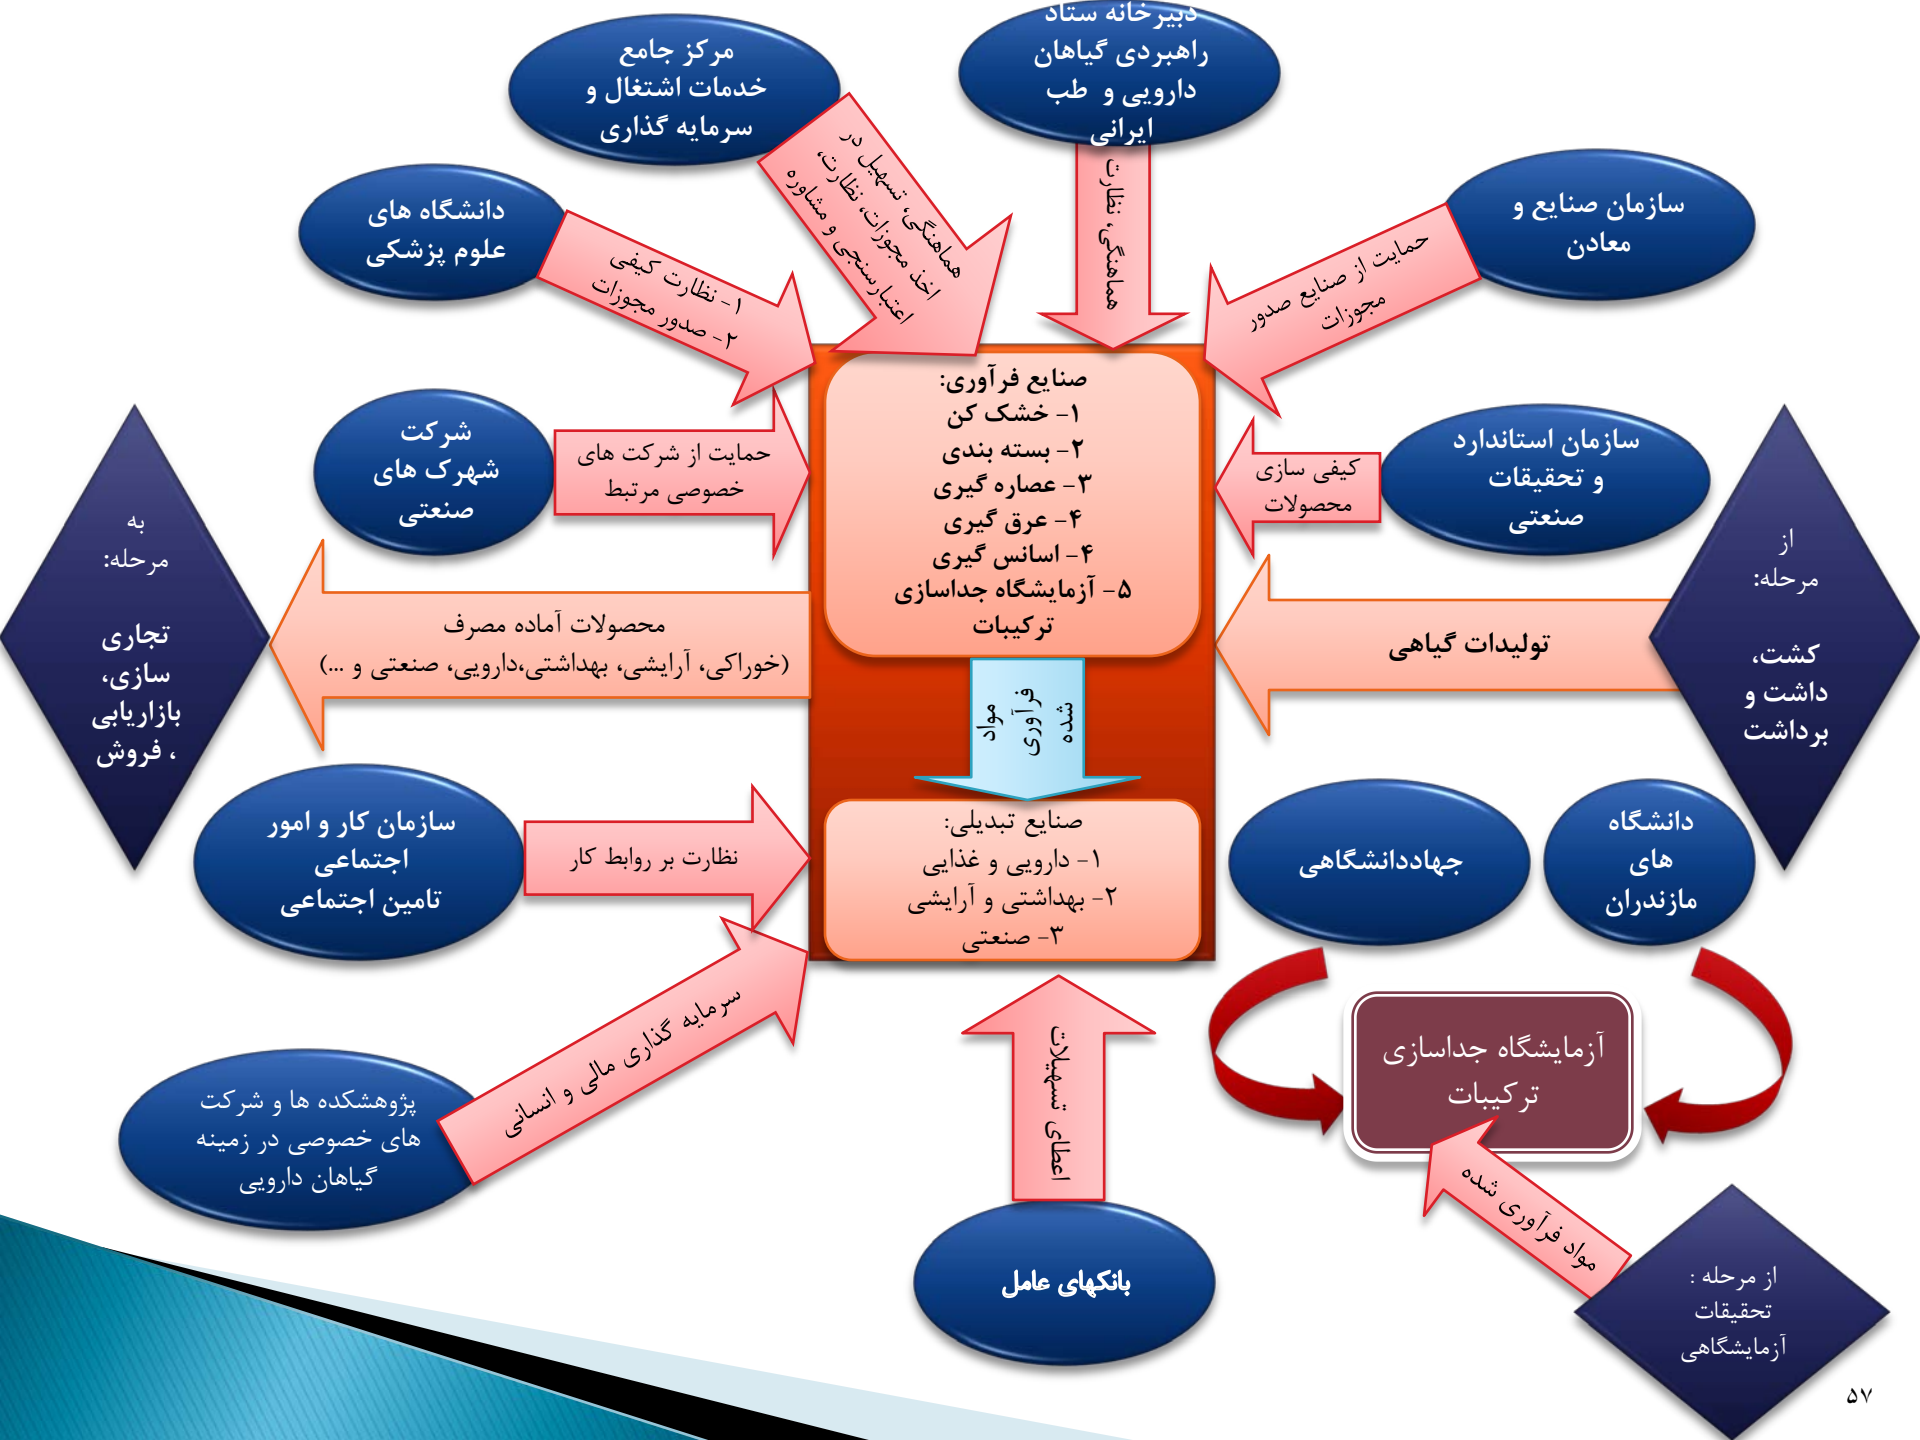 دبیرخانه ستاد
راهبردی گیاهان
دارویی و طب
ایرانی
مرکز جامع
خدمات اشتغال و
سرمایه گذاری
سازمان صنایع و
معادن
دانشگاه های
علوم پزشکی
هماهنگی، نظارت
هماهنگی، تسهیل در
اخذ مجوزات، نظارت،
اعتبارسنجی و مشاوره
حمایت از صنایع صدور
مجوزات
۱- نظارت کیفی
۲- صدور مجوزات
صنایع فرآوری:
۱- خشک کن
۲- بسته بندی
۳- عصاره گیری
۴- عرق گیری
۴- اسانس گیری
۵- آزمایشگاه جداسازی
ترکیبات
سازمان استاندارد
و تحقیقات
صنعتی
کیفی سازی
محصولات
شرکت
شهرک های
صنعتی
حمایت از شرکت های
خصوصی مرتبط
از
مرحله:
کشت،
داشت و
برداشت
تولیدات گیاهی
محصولات آماده مصرف
(خوراکی، آرایشی، بهداشتی،دارویی، صنعتی و ...)
به
مرحله:
تجاری
سازی،
بازاریابی
، فروش
مواد
فرآوری
شده
صنایع تبدیلی:
۱- دارویی و غذایی
۲- بهداشتی و آرایشی
۳- صنعتی
دانشگاه
های
مازندران
جهاددانشگاهی
سازمان کار و امور
اجتماعی
تامین اجتماعی
نظارت بر روابط کار
سرمایه گذاری مالی و انسانی
پژوهشکده ها و شرکت
های خصوصی در زمینه
گیاهان دارویی
اعطای تسهیلات
بانکهای عامل
آزمایشگاه جداسازی
ترکیبات
مواد فرآوری شده
از مرحله :
تحقیقات
آزمایشگاهی
۵۷